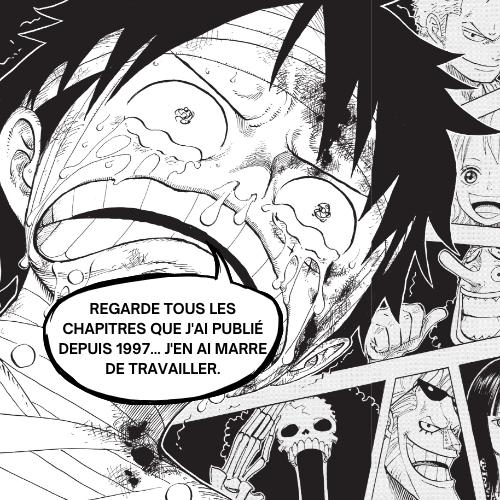 REGARDE TOUS LES
CHAPITRES QUE J'AI PUBLIÉ
DEPUIS 1997... J'EN AI MARRE
DE TRAVAILLER.